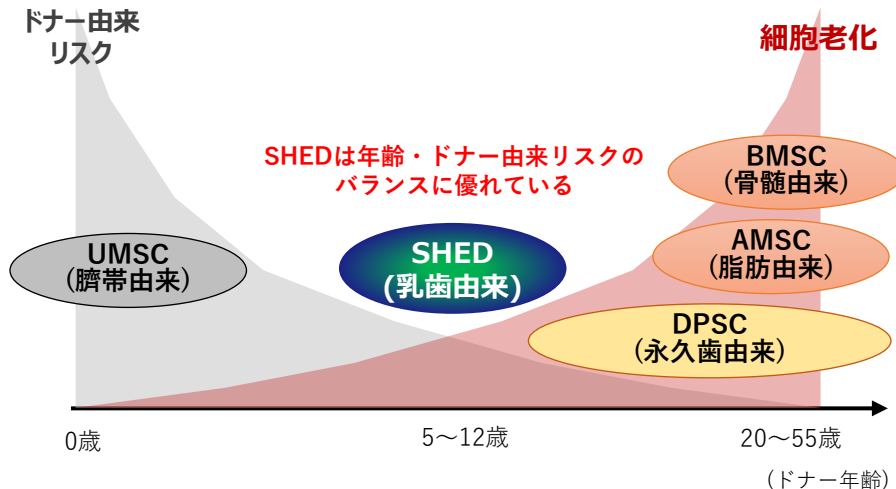 ドナー由来
リスク
細胞老化
SHEDは年齢・ドナー由来リスクの
バランスに優れている
BMSC
(骨髄由来)
UMSC
(臍帯由来)
SHED
(乳歯由来)
AMSC
(脂肪由来)
DPSC
(永久歯由来)
0歳
5～12歳
20～55歳
(ドナー年齢)